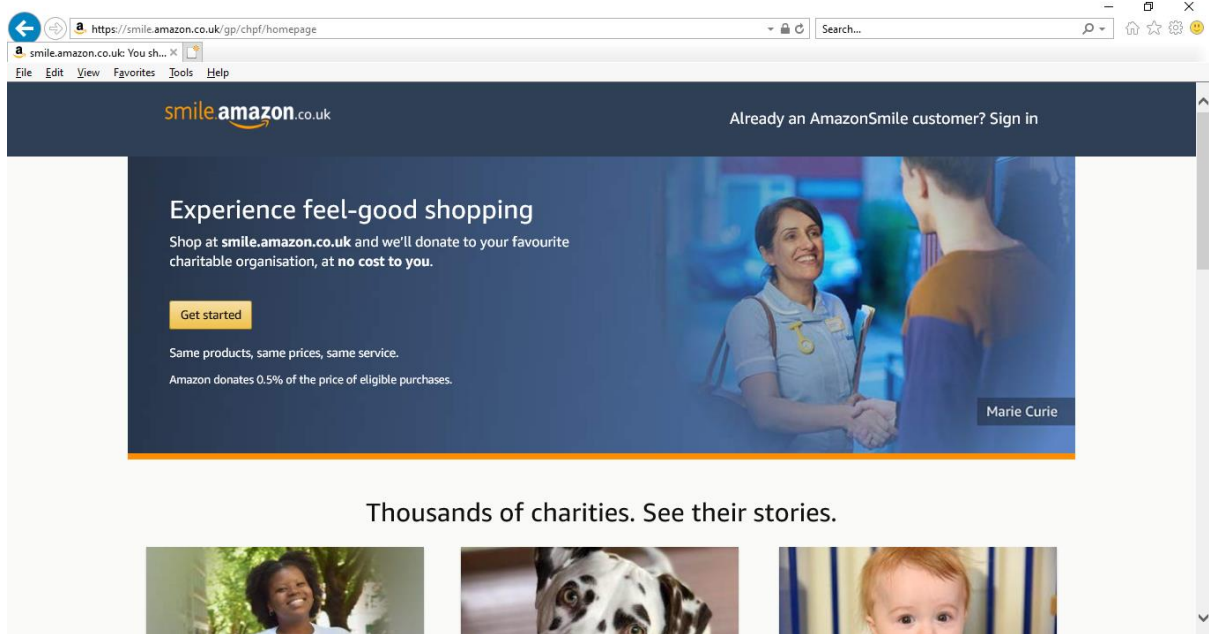 https://smile.amazon.co.uk/gp/chpf/homepage
Search...
smile.amazon.co.uk: You sh...
File Edit View Favorites Tools Help
smile.amazon.co.uk
Already an AmazonSmile customer? Sign in
Experience feel-good shopping
Shop at smile.amazon.co.uk and we'll donate to your favourite
charitable organisation, at no cost to you.
Get started
Same products, same prices, same service.
Amazon donates 0.5% of the price of eligible purchases.
Marie Curie
Thousands of charities. See their stories.